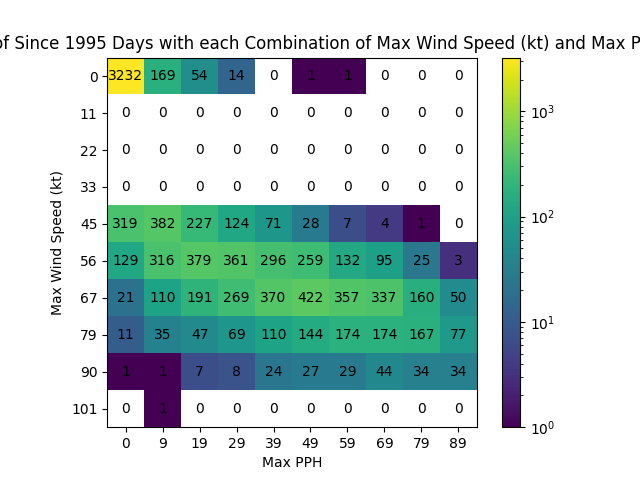 of Since 1995 Days with each Combination of Max Wind Speed (kt) and Max P
Max Wind Speed (kt)
0 3232 169 54 14 0 1 1 0 0 0
11 0 0 0 0 0 0 0 0 0 0
22 0 0 0 0 0 0 0 0 0 0
33 0 0 0 0 0 0 0 0 0 0
45 319 382 227 124 71 28 7 4 1 0
56 129 316 379 361 296 259 132 95 25 3
67 21 110 191 269 370 422 357 337 160 50
79 11 35 47 69 110 144 174 174 167 77
90 1 1 7 8 24 27 29 44 34 34
101 0 1 0 0 0 0 0 0 0 0
0 9 19 29 39 49 59 69 79 89
Max PPH
10³
10²
10¹
10⁰